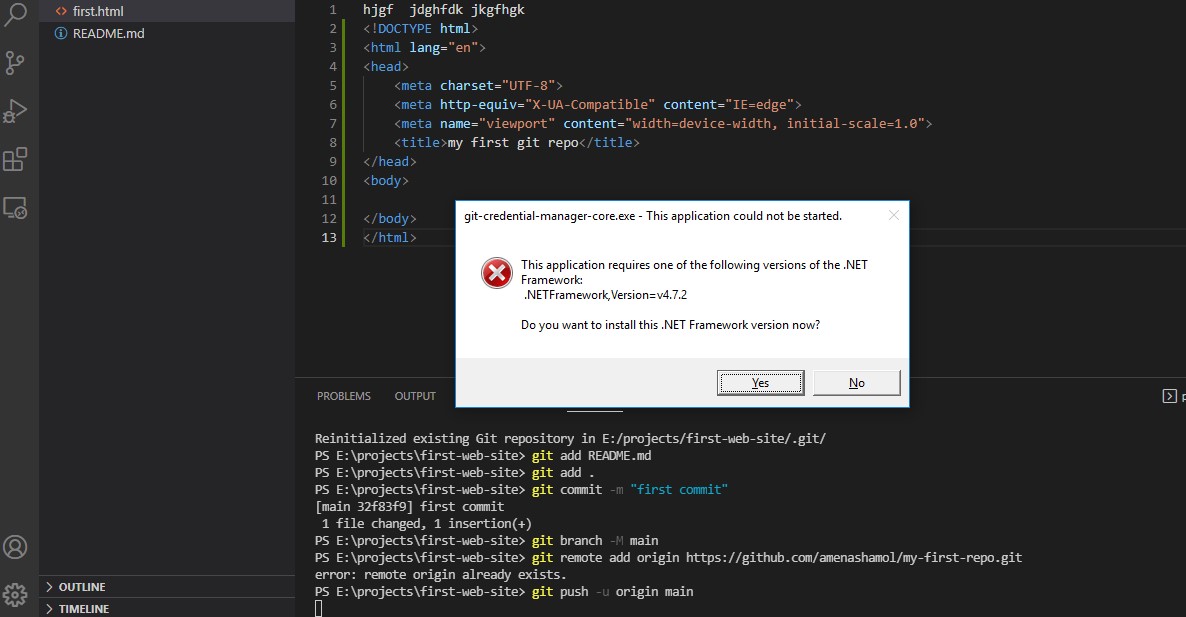 first.html
README.md
1 hjgf  jdghfdk jkgfhgk
2 <!DOCTYPE html>
3 <html lang="en">
4 <head>
5     <meta charset="UTF-8">
6     <meta http-equiv="X-UA-Compatible" content="IE=edge">
7     <meta name="viewport" content="width=device-width, initial-scale=1.0">
8     <title>my first git repo</title>
9 </head>
10 <body>
11
12 </body>
13 </html>
git-credential-manager-core.exe - This application could not be started.
This application requires one of the following versions of the .NET
Framework:
.NETFramework,Version=v4.7.2
Do you want to install this .NET Framework version now?
Yes No
PROBLEMS OUTPUT
Reinitialized existing Git repository in E:/projects/first-web-site/.git/
PS E:\projects\first-web-site> git add README.md
PS E:\projects\first-web-site> git add .
PS E:\projects\first-web-site> git commit -m "first commit"
[main 32f83f9] first commit
 1 file changed, 1 insertion(+)
PS E:\projects\first-web-site> git branch -M main
PS E:\projects\first-web-site> git remote add origin https://github.com/amenashamol/my-first-repo.git
error: remote origin already exists.
PS E:\projects\first-web-site> git push -u origin main
OUTLINE
TIMELINE